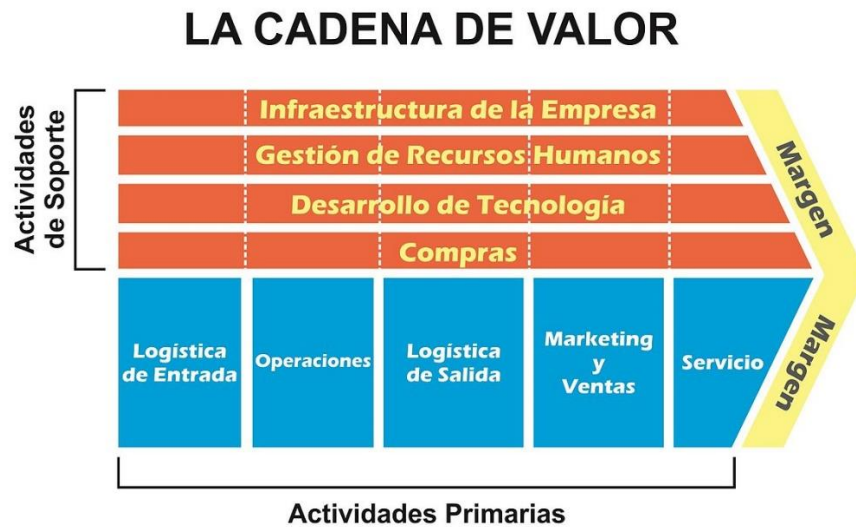 LA CADENA DE VALOR
Actividades
de Soporte
Infraestructura de la Empresa
Gestión de Recursos Humanos
Desarrollo de Tecnología
Compras
Margen
Margen
Logística
de Entrada
Operaciones
Logística
de Salida
Marketing
y
Ventas
Servicio
Actividades Primarias